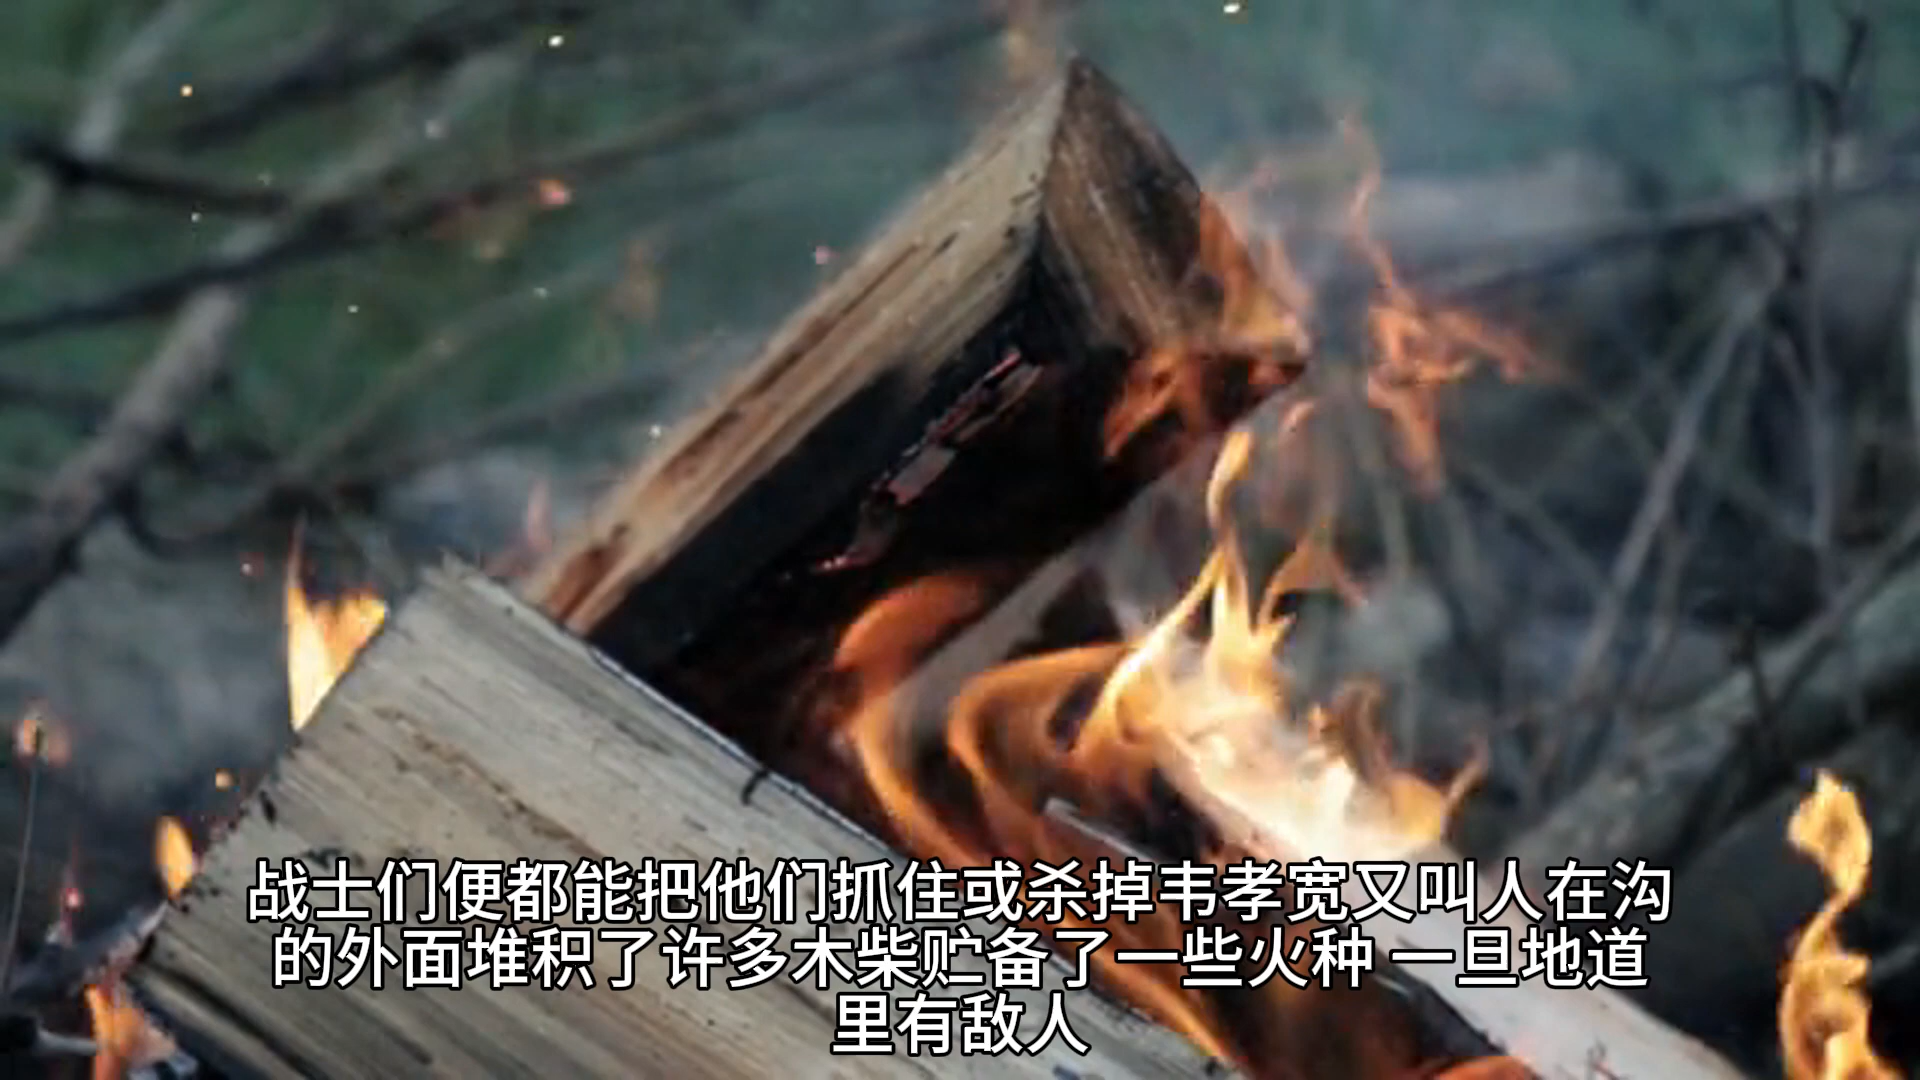 战士们便都能把他们抓住或杀掉韦孝宽又叫人在沟
的外面堆积了许多木柴贮备了一些火种 一旦地道
里有敌人